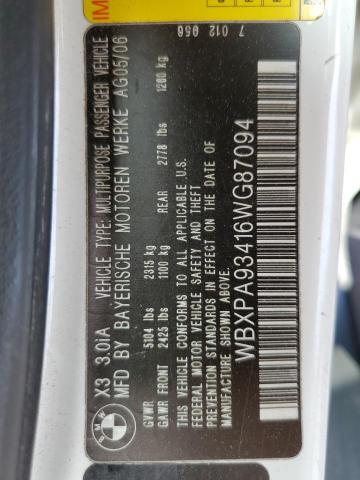 X3 3.0iA VEHICLE TYPE: MULTIPURPOSE PASSENGER VEHICLE
MFD BY BAYERISCHE MOTOREN WERKE AG05/06
GVWR 5104 lbs 2315 kg
GAWR FRONT 2425 lbs 1100 kg REAR 2778 lbs 1260 kg
THIS VEHICLE CONFORMS TO ALL APPLICABLE U.S.
FEDERAL MOTOR VEHICLE SAFETY AND THEFT
PREVENTION STANDARDS IN EFFECT ON THE DATE OF
MANUFACTURE SHOWN ABOVE.
WBXPA93416WG87094
7 012 056
BMW
IM